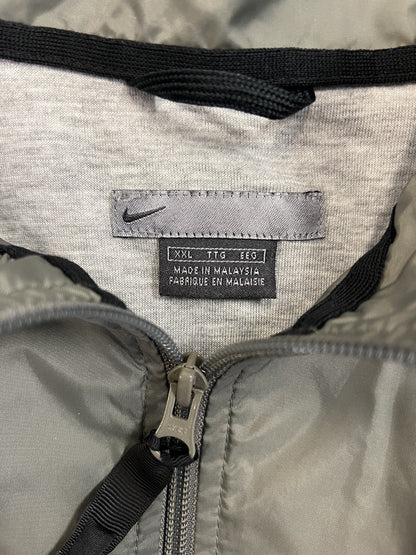 XXL TTG EEG
MADE IN MALAYSIA
FABRIQUE EN MALAISIE